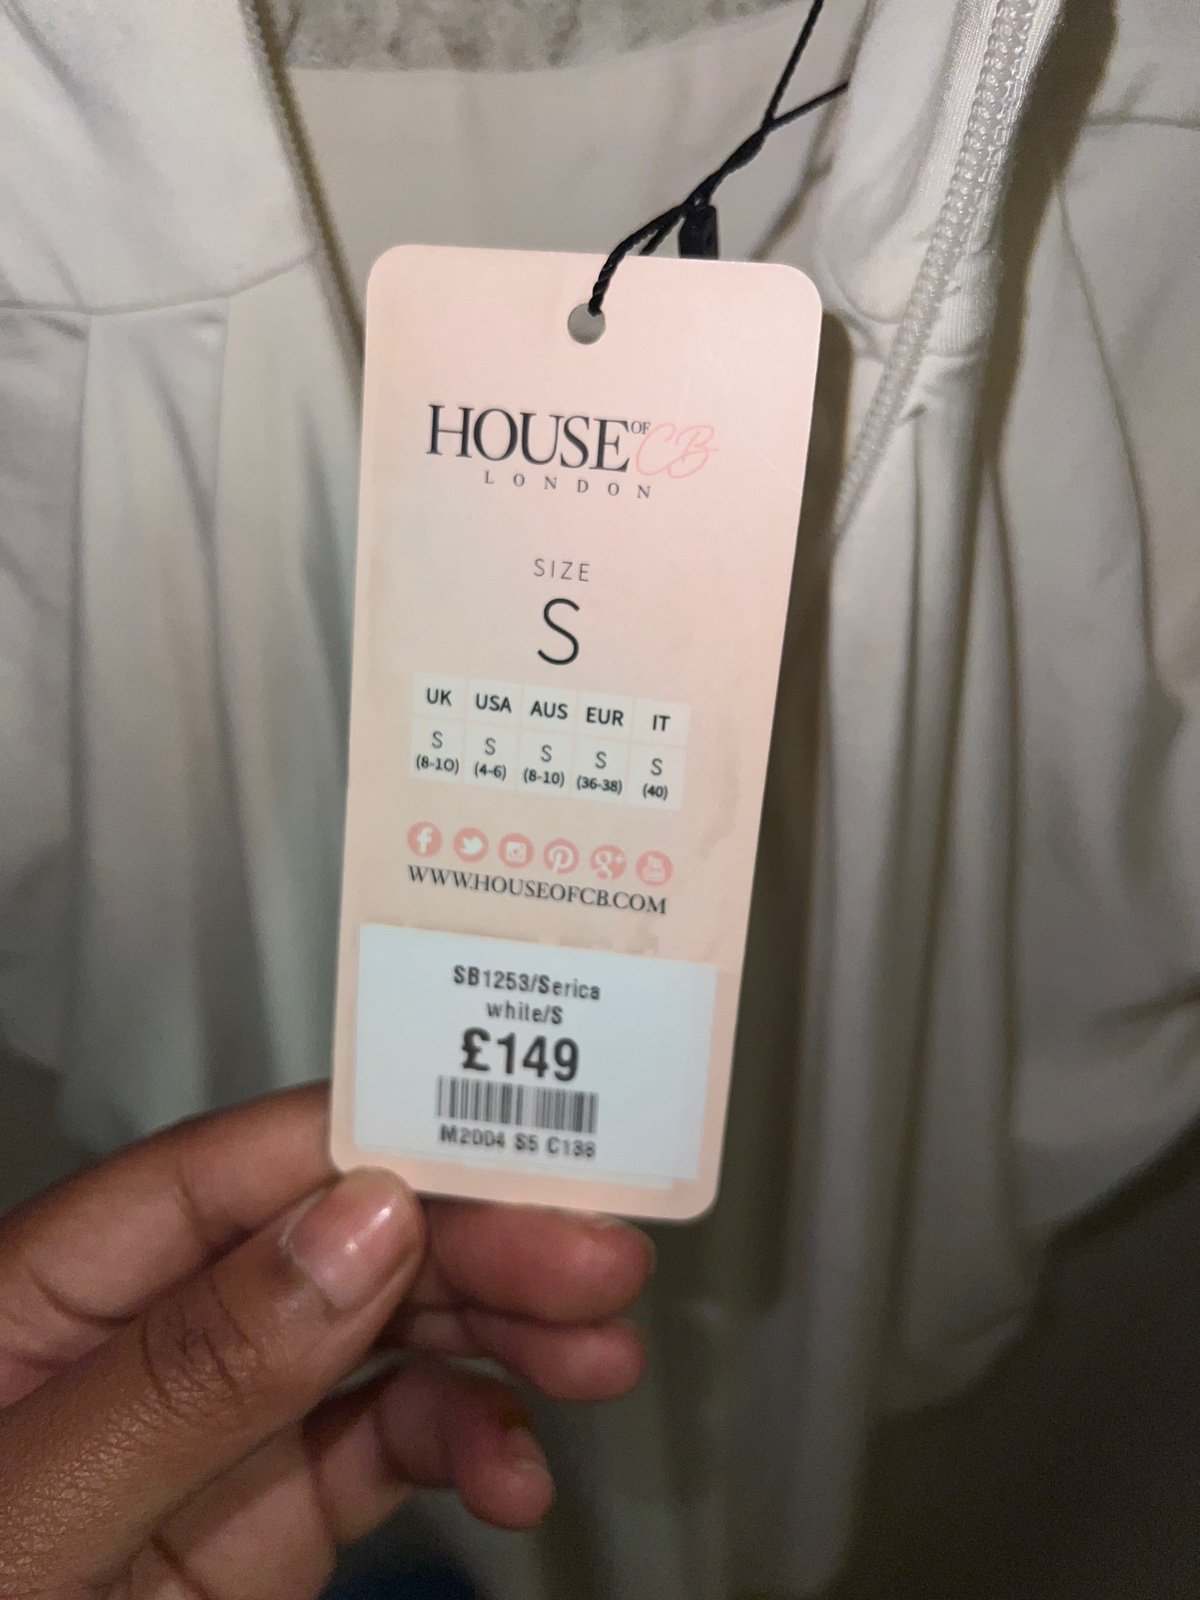 HOUSE OF CB
LONDON
SIZE
S
UK USA AUS EUR IT
S S S S S
(8-10) (4-6) (8-10) (36-38) (40)
WWW.HOUSEOFCB.COM
SB1253/Serica
white/S
£149
M2004 S5 C138